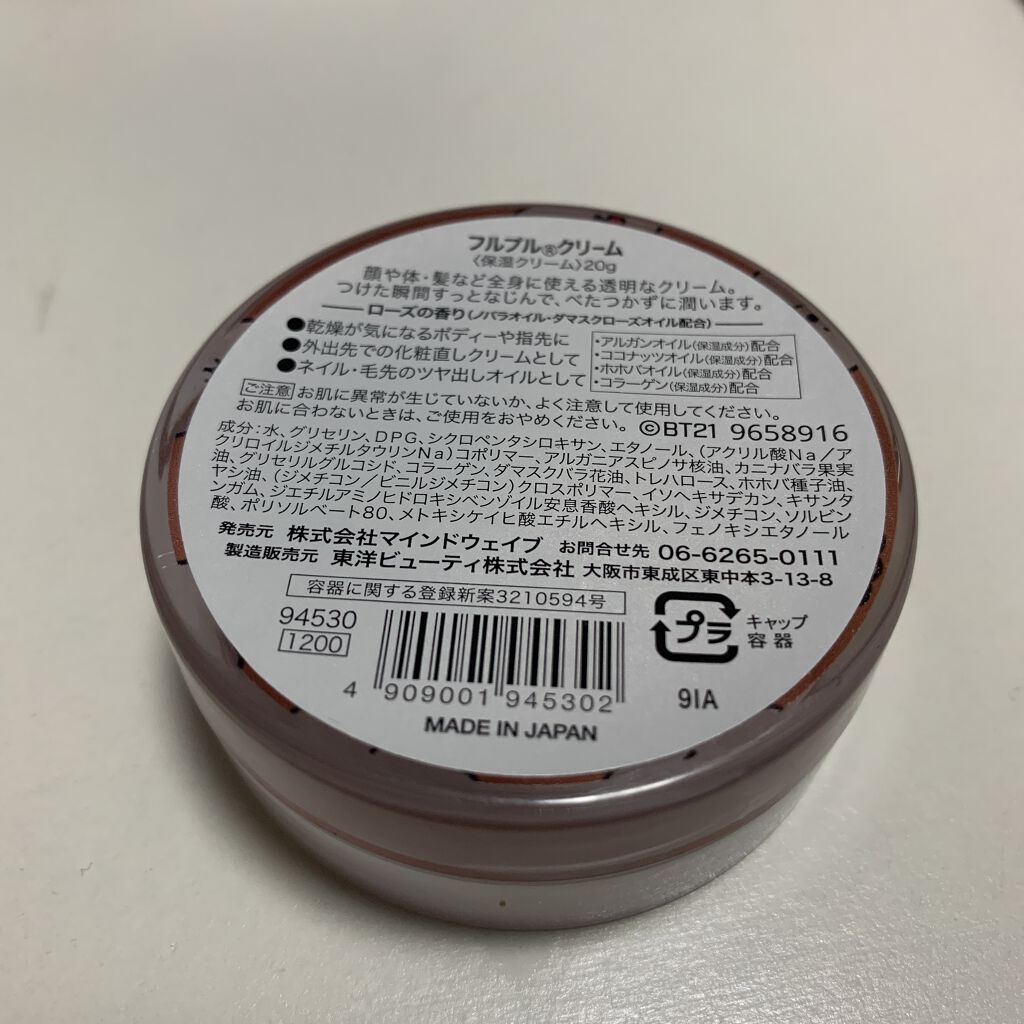 フルプル®クリーム
〈保湿クリーム〉20g
顔や体・髪など全身に使える透明なクリーム。
つけた瞬間すっとなじんで、べたつかずに潤います。
ローズの香り(ノバラオイル・ダマスクローズオイル配合)
●乾燥が気になるボディーや指先に
●外出先での化粧直しクリームとして
●ネイル・毛先のツヤ出しオイルとして
・アルガンオイル(保湿成分)配合
・ココナッツオイル(保湿成分)配合
・ホホバオイル(保湿成分)配合
・コラーゲン(保湿成分)配合
ご注意 お肌に異常が生じていないか、よく注意して使用してください。
お肌に合わないときは、ご使用をおやめください。 ©BT21 9658916
成分:水、グリセリン、DPG、シクロペンタシロキサン、エタノール、(アクリル酸Na/ア
クリロイルジメチルタウリンNa)コポリマー、アルガニアスピノサ核油、カニナバラ果実
油、グリセリルグルコシド、コラーゲン、ダマスクバラ花油、トレハロース、ホホバ種子油、
ヤシ油、(ジメチコン/ビニルジメチコン)クロスポリマー、イソヘキサデカン、キサンタ
ンガム、ジエチルアミノヒドロキシベンゾイル安息香酸ヘキシル、ジメチコン、ソルビン
酸、ポリソルベート80、メトキシケイヒ酸エチルヘキシル、フェノキシエタノール
発売元 株式会社マインドウェイブ お問合せ先 06-6265-0111
製造販売元 東洋ビューティ株式会社 大阪市東成区東中本3-13-8
容器に関する登録新案3210594号
94530
1200
4 909001 945302
プラ
キャップ
容器
9IA
MADE IN JAPAN